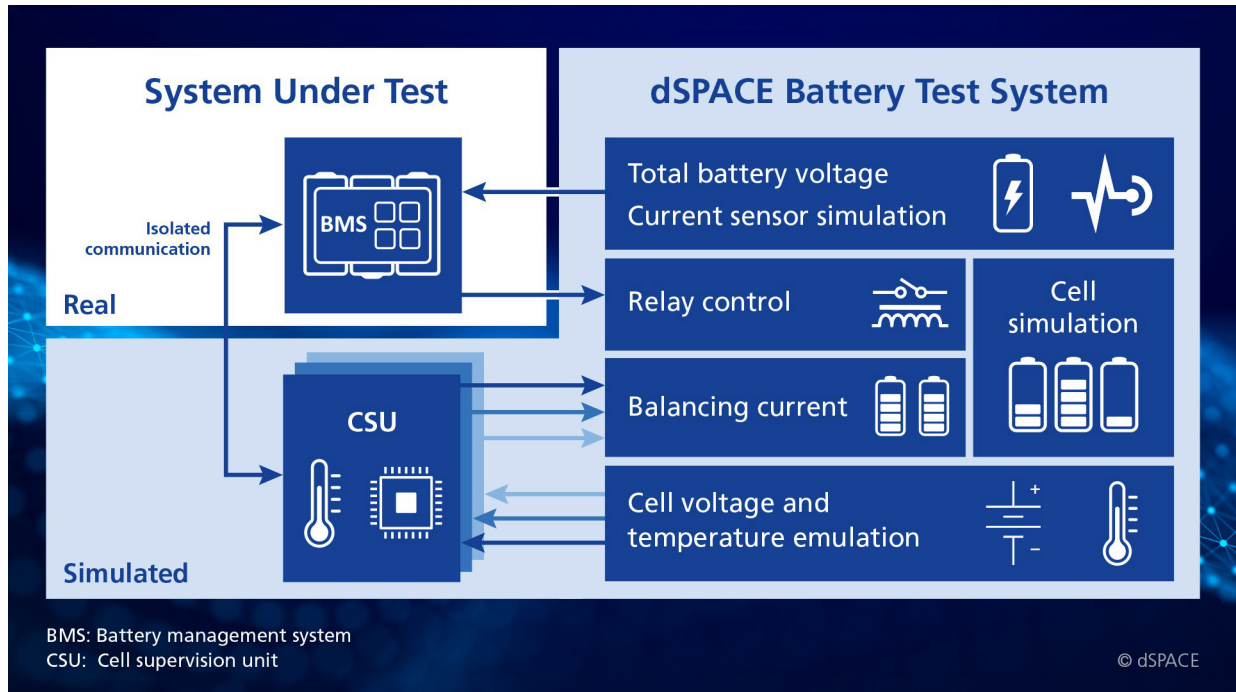 System Under Test
Isolated
communication
BMS
Real
CSU
Simulated
dSPACE Battery Test System
Total battery voltage
Current sensor simulation
Relay control
Cell
simulation
Balancing current
Cell voltage and
temperature emulation
+
−
BMS: Battery management system
CSU: Cell supervision unit
© dSPACE